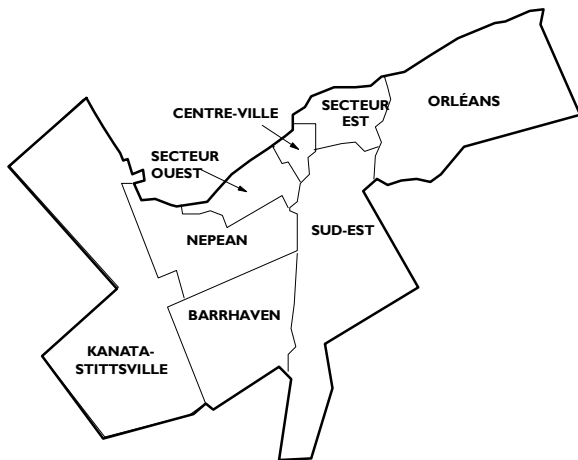 SECTEUR
EST
ORLÉANS
CENTRE-VILLE
SECTEUR
OUEST
NEPEAN
SUD-EST
BARRHAVEN
KANATA-
STITTSVILLE